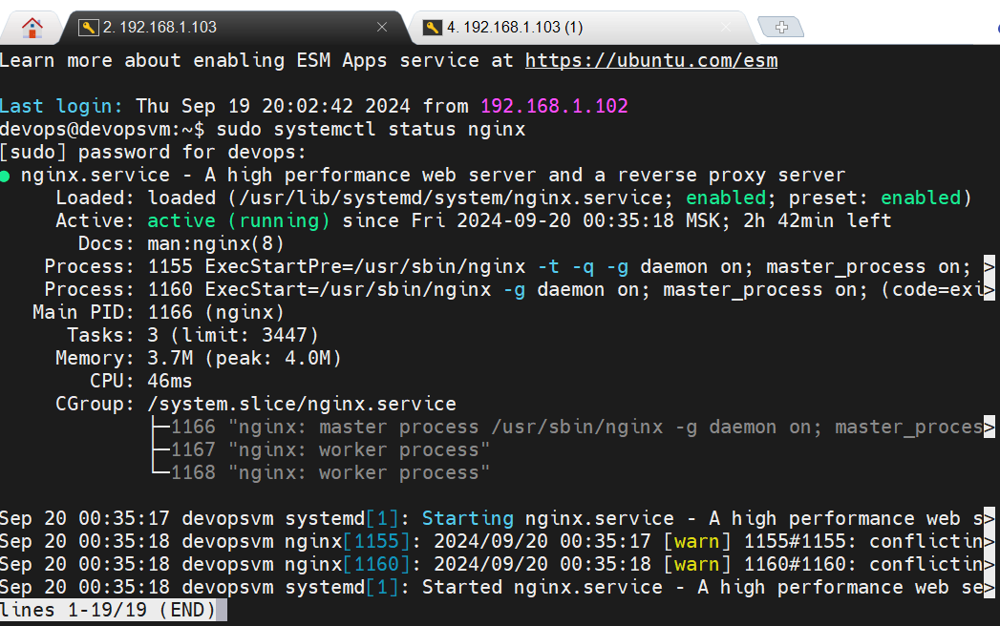 2. 192.168.1.103
4. 192.168.1.103 (1)
Learn more about enabling ESM Apps service at https://ubuntu.com/esm
Last login: Thu Sep 19 20:02:42 2024 from 192.168.1.102
devops@devopsvm:~$ sudo systemctl status nginx
[sudo] password for devops:
● nginx.service - A high performance web server and a reverse proxy server
Loaded: loaded (/usr/lib/systemd/system/nginx.service; enabled; preset: enabled)
Active: active (running) since Fri 2024-09-20 00:35:18 MSK; 2h 42min left
Docs: man:nginx(8)
Process: 1155 ExecStartPre=/usr/sbin/nginx -t -q -g daemon on; master_process on; >
Process: 1160 ExecStart=/usr/sbin/nginx -g daemon on; master_process on; (code=exi>
Main PID: 1166 (nginx)
Tasks: 3 (limit: 3447)
Memory: 3.7M (peak: 4.0M)
CPU: 46ms
CGroup: /system.slice/nginx.service
├─1166 "nginx: master process /usr/sbin/nginx -g daemon on; master_proces>
├─1167 "nginx: worker process"
└─1168 "nginx: worker process"
Sep 20 00:35:17 devopsvm systemd[1]: Starting nginx.service - A high performance web s>
Sep 20 00:35:18 devopsvm nginx[1155]: 2024/09/20 00:35:17 [warn] 1155#1155: conflictin>
Sep 20 00:35:18 devopsvm nginx[1160]: 2024/09/20 00:35:18 [warn] 1160#1160: conflictin>
Sep 20 00:35:18 devopsvm systemd[1]: Started nginx.service - A high performance web se>
lines 1-19/19 (END)